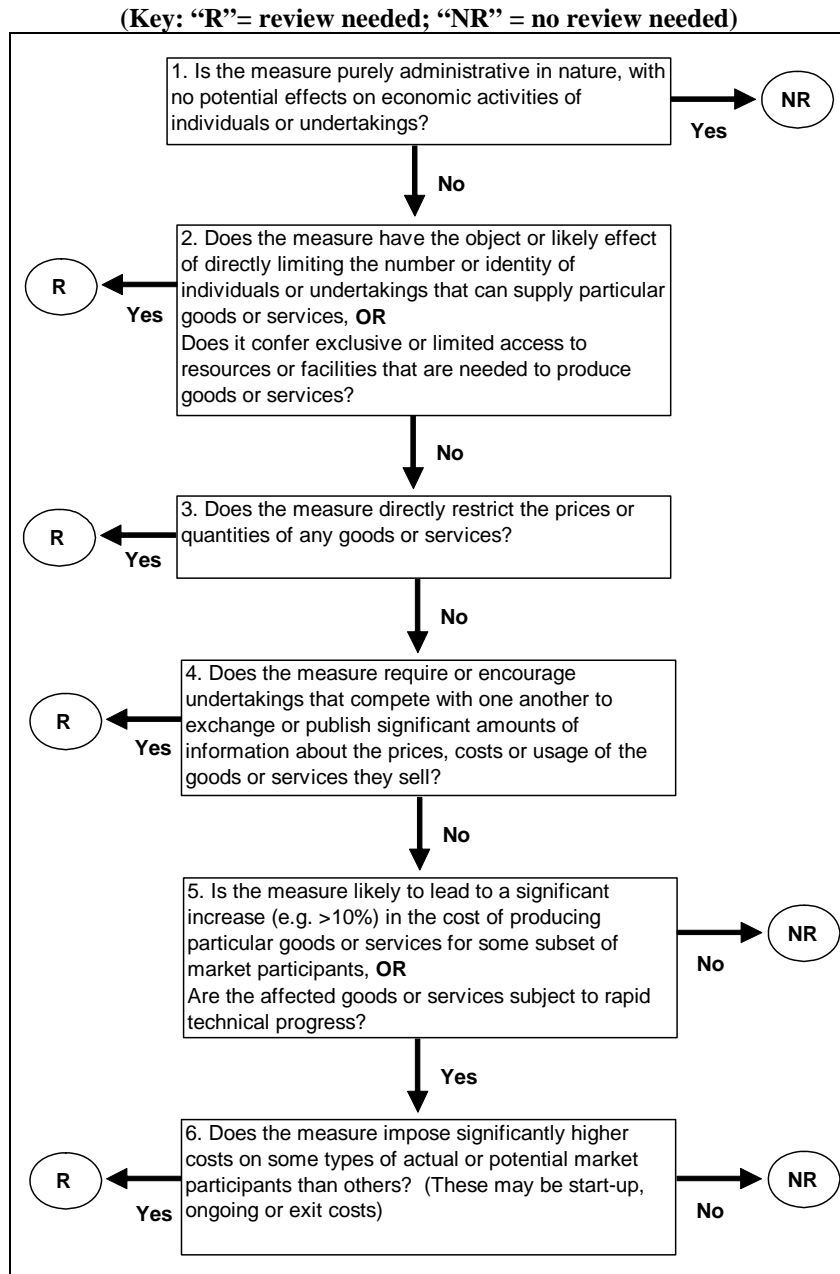 (Key: “R”= review needed; “NR” = no review needed)
1. Is the measure purely administrative in nature, with
no potential effects on economic activities of
individuals or undertakings?
NR
Yes
No
2. Does the measure have the object or likely effect
of directly limiting the number or identity of
individuals or undertakings that can supply particular
goods or services, OR
Does it confer exclusive or limited access to
resources or facilities that are needed to produce
goods or services?
R
Yes
No
3. Does the measure directly restrict the prices or
quantities of any goods or services?
R
Yes
No
4. Does the measure require or encourage
undertakings that compete with one another to
exchange or publish significant amounts of
information about the prices, costs or usage of the
goods or services they sell?
R
Yes
No
5. Is the measure likely to lead to a significant
increase (e.g. >10%) in the cost of producing
particular goods or services for some subset of
market participants, OR
Are the affected goods or services subject to rapid
technical progress?
NR
No
Yes
6. Does the measure impose significantly higher
costs on some types of actual or potential market
participants than others? (These may be start-up,
ongoing or exit costs)
R
Yes
NR
No